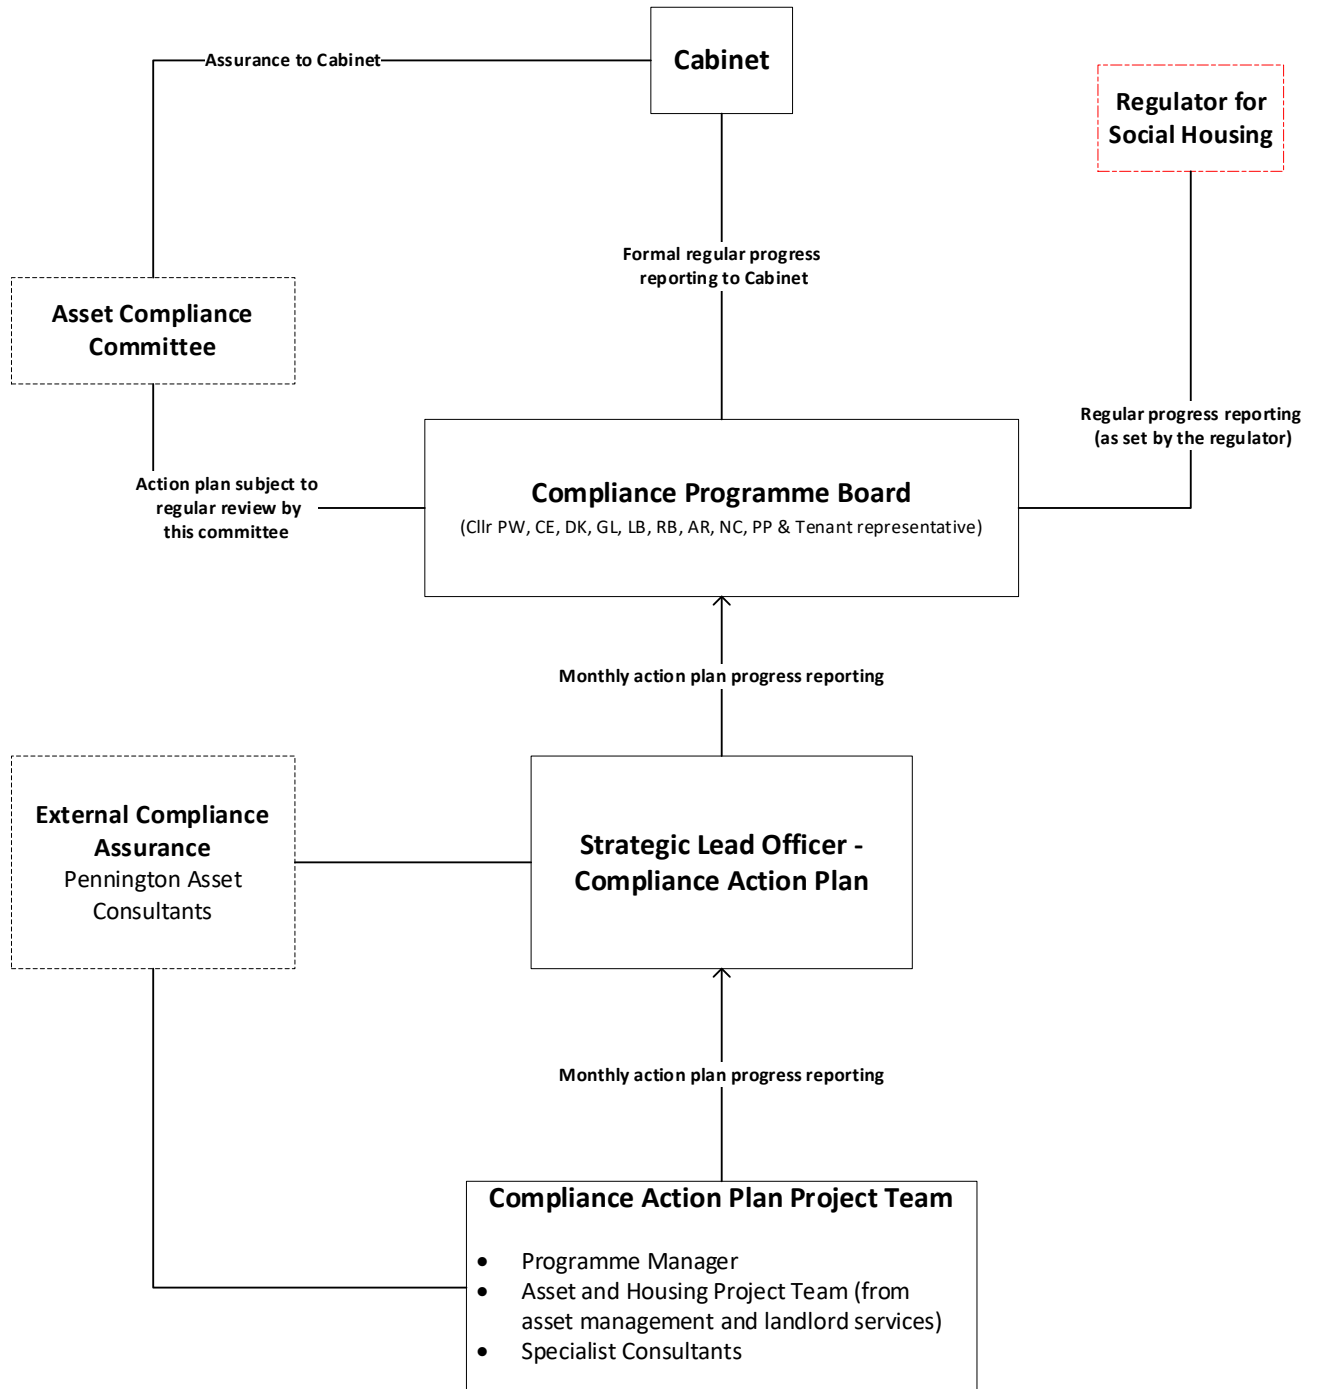 Assurance to Cabinet
Cabinet
Regulator for
Social Housing
Formal regular progress
reporting to Cabinet
Asset Compliance
Committee
Regular progress reporting
(as set by the regulator)
Action plan subject to
regular review by
this committee
Compliance Programme Board
(Cllr PW, CE, DK, GL, LB, RB, AR, NC, PP & Tenant representative)
Monthly action plan progress reporting
External Compliance
Assurance
Pennington Asset
Consultants
Strategic Lead Officer -
Compliance Action Plan
Monthly action plan progress reporting
Compliance Action Plan Project Team
• Programme Manager
• Asset and Housing Project Team (from
asset management and landlord services)
• Specialist Consultants